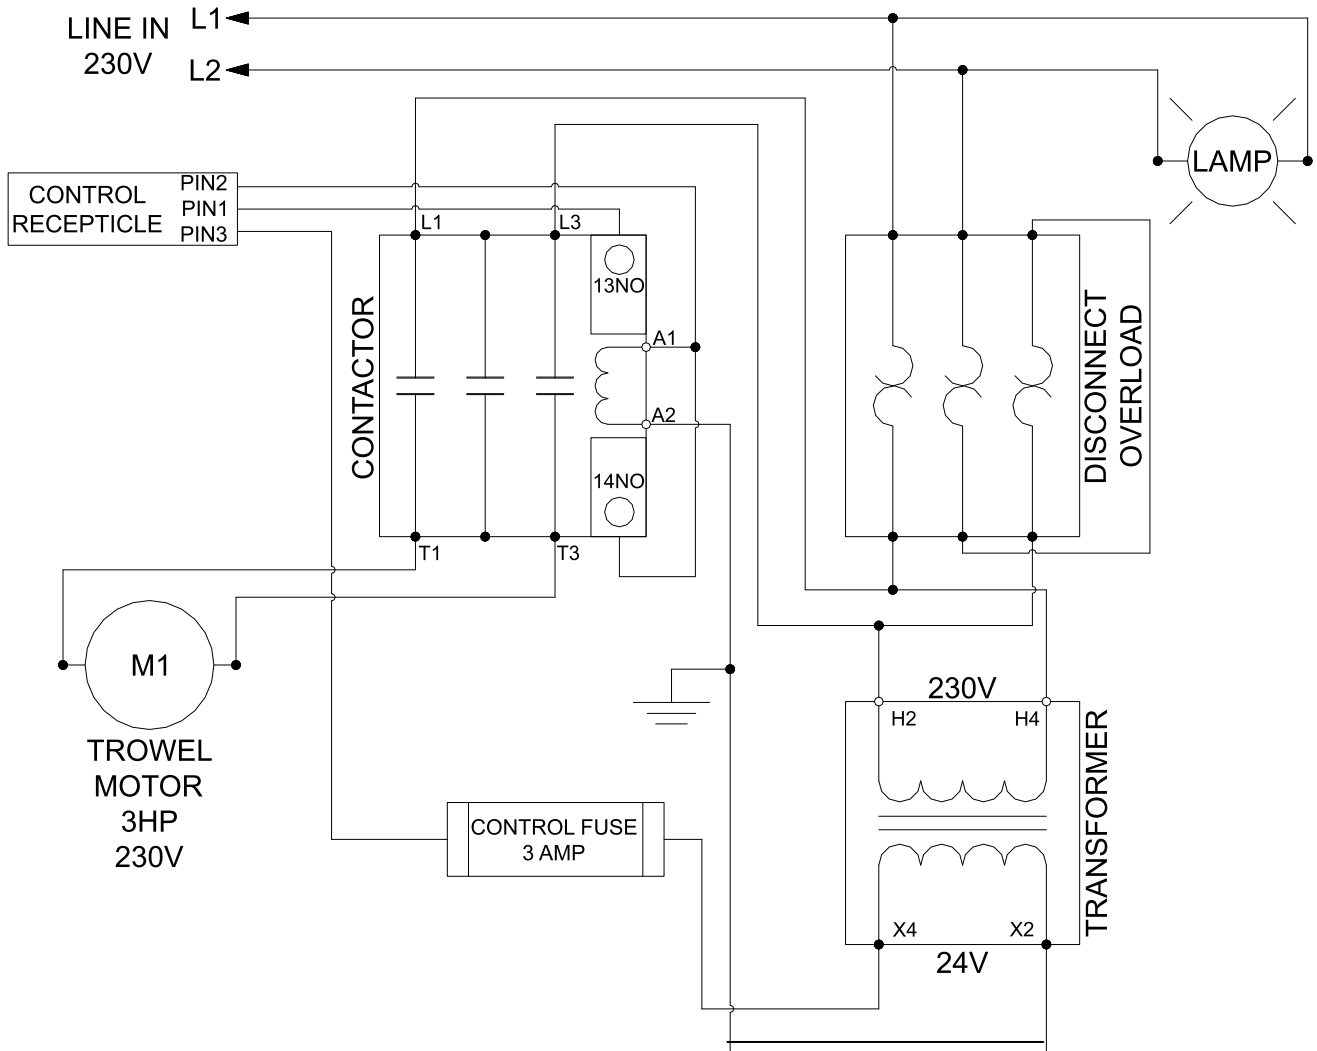 LINE IN
230V
L1
L2
LAMP
CONTROL
RECEPTICLE
PIN2
PIN1
PIN3
L1
L3
13NO
A1
A2
14NO
CONTACTOR
T1
T3
DISCONNECT
OVERLOAD
M1
TROWEL
MOTOR
3HP
230V
230V
H2
H4
TRANSFORMER
CONTROL FUSE
3 AMP
X4
X2
24V